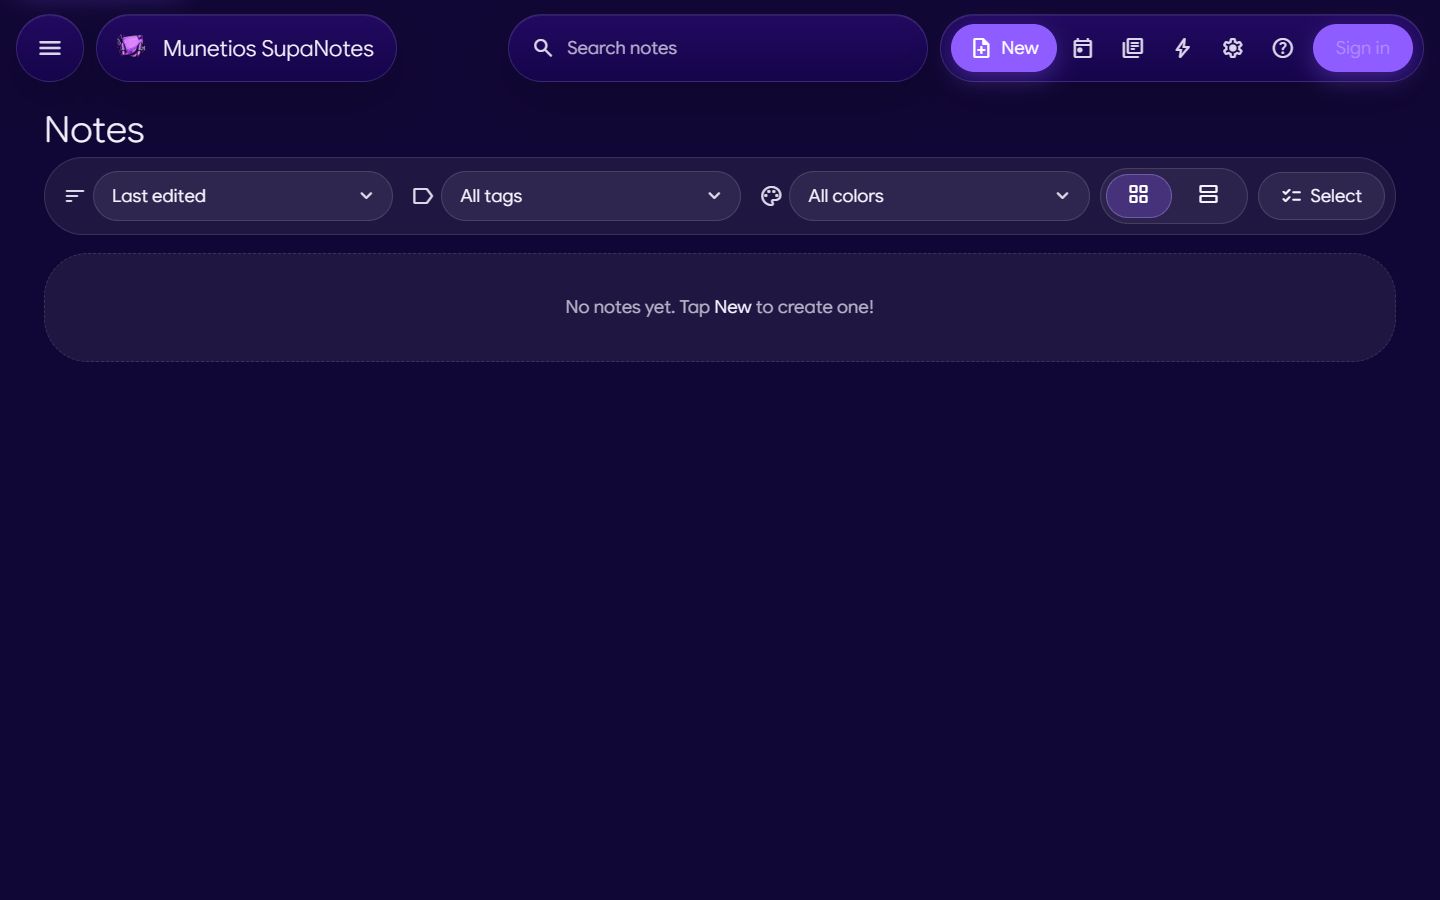 Munetios SupaNotes
Search notes
New
Sign in
Notes
Last edited
All tags
All colors
Select
No notes yet. Tap New to create one!